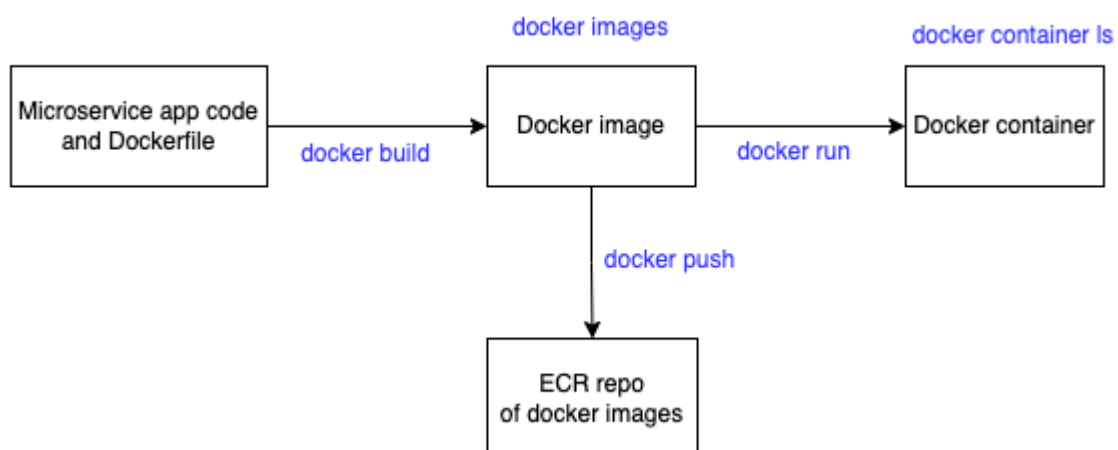 docker images
docker container ls
Microservice app code
and Dockerfile
docker build
Docker image
docker run
Docker container
docker push
ECR repo
of docker images